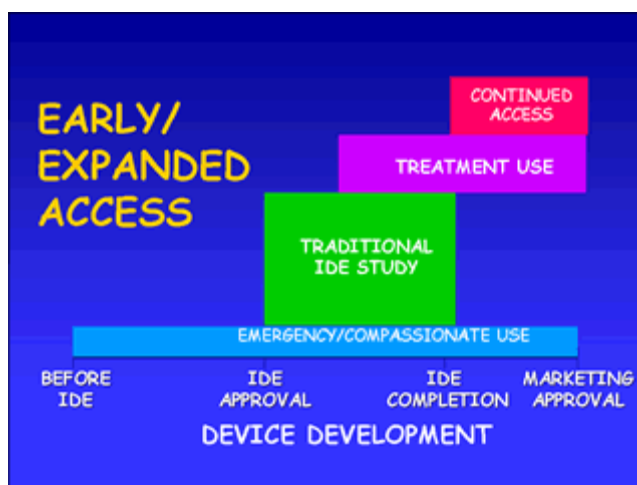 EARLY/
EXPANDED
ACCESS
CONTINUED
ACCESS
TREATMENT USE
TRADITIONAL
IDE STUDY
EMERGENCY/COMPASSIONATE USE
BEFORE
IDE
IDE
APPROVAL
IDE
COMPLETION
MARKETING
APPROVAL
DEVICE DEVELOPMENT